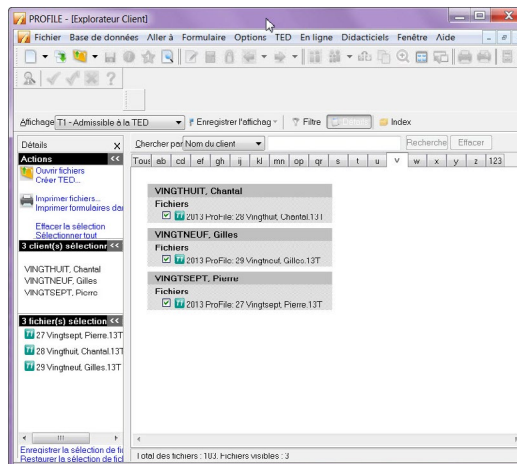 PROFILE - [Explorateur Client]
Fichier Base de données Aller à Formulaire Options TED En ligne Didacticiels Fenêtre Aide
Affichage T1 - Admissible à la TED Enregistrer l'affichag Filtre Détails Index
Détails X
Chercher par Nom du client Recherche Effacer
Actions <<
Tous ab cd ef gh ij kl mn op qr s t u v w x y z 123
Ouvrir fichiers
Créer TED...
Imprimer fichiers...
Imprimer formulaires dan
Effacer la sélection
Sélectionner tout
3 client(s) sélectionr <<
VINGTHUIT, Chantal
VINGTNEUF, Gilles
VINGTSEPT, Pierre
3 fichier(s) sélection <<
27 Vingtsept, Pierre.13T
28 Vingthuit, Chantal.13T
29 Vingtneuf, Gilles.13T
Enregistrer la sélection de fic
Restaurer la sélection de fich
VINGTHUIT, Chantal
Fichiers
2013 ProFile: 28 Vingthuit, Chantal.13T
VINGTNEUF, Gilles
Fichiers
2013 ProFile: 29 Vingtneuf, Gilles.13T
VINGTSEPT, Pierre
Fichiers
2013 ProFile: 27 Vingtsept, Pierre.13T
Total des fichiers : 103. Fichiers visibles : 3